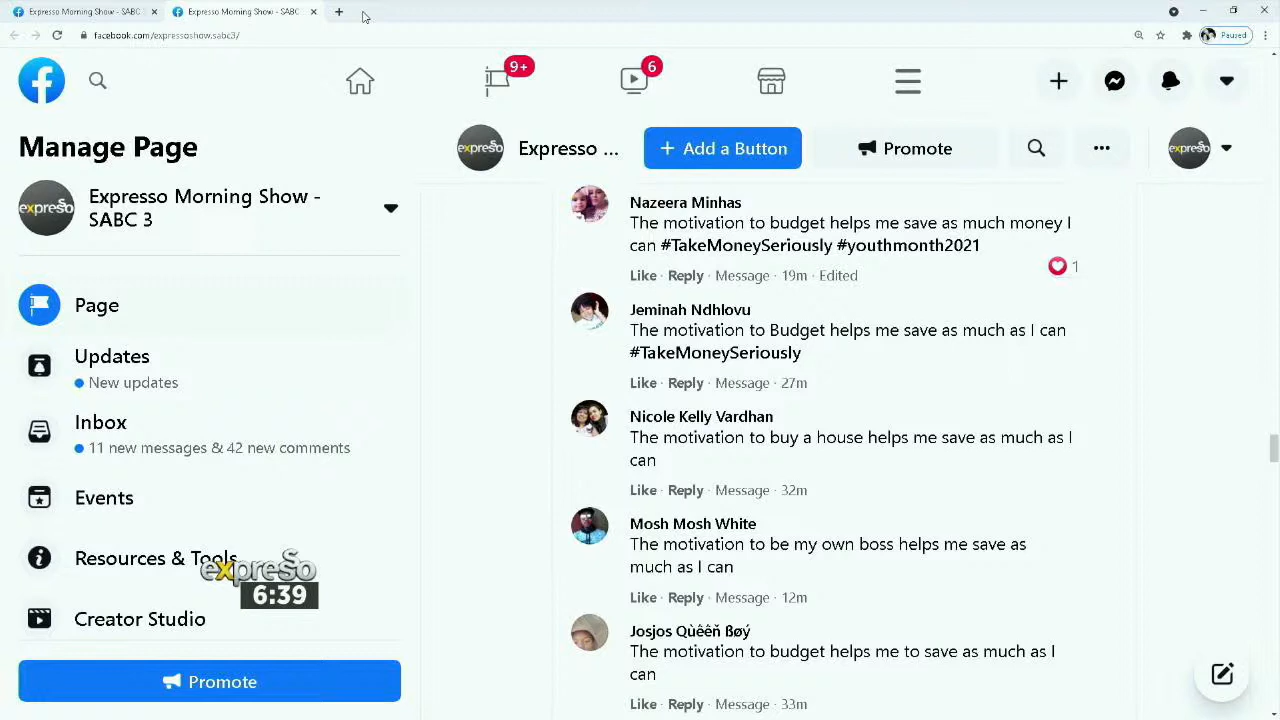 Expresso Morning Show - SABC
Expresso Morning Show - SABC
facebook.com/expressoshow.sabc3/
Paused
9+
6
Manage Page
expresso
Expresso ...
+ Add a Button
Promote
expresso
expresso
Expresso Morning Show -
SABC 3
Page
Updates
New updates
Inbox
11 new messages & 42 new comments
Events
Resources & Tools
Creator Studio
Promote
expresso
6:39
Nazeera Minhas
The motivation to budget helps me save as much money I
can #TakeMoneySeriously #youthmonth2021
Like · Reply · Message · 19m · Edited
1
Jeminah Ndhlovu
The motivation to Budget helps me save as much as I can
#TakeMoneySeriously
Like · Reply · Message · 27m
Nicole Kelly Vardhan
The motivation to buy a house helps me save as much as I
can
Like · Reply · Message · 32m
Mosh Mosh White
The motivation to be my own boss helps me save as
much as I can
Like · Reply · Message · 12m
Josjos Qùêêň ßøý
The motivation to budget helps me to save as much as I
can
Like · Reply · Message · 33m